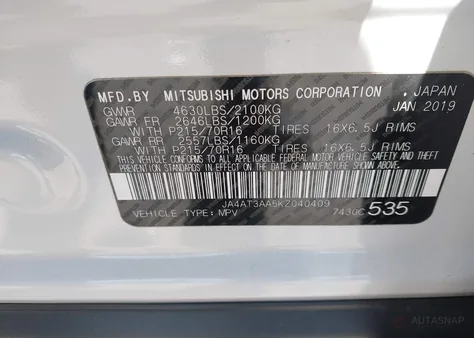 MFD.BY MITSUBISHI MOTORS CORPORATION . JAPAN
GVWR 4630LBS/2100KG JAN 2019
GAWR FR 2646LBS/1200KG
WITH P215/70R16 TIRES 16X6.5J RIMS
GAWR RR 2557LBS/1160KG
WITH P215/70R16 TIRES 16X6.5J RIMS
THIS VEHICLE CONFORMS TO ALL APPLICABLE FEDERAL MOTOR VEHICLE SAFETY, BUMPER, AND THEFT
PREVENTION STANDARDS IN EFFECT ON THE DATE OF MANUFACTURE SHOWN ABOVE.
JA4AT3AA5KZ040409
VEHICLE TYPE: MPV 7430C 535
AUTASNAP